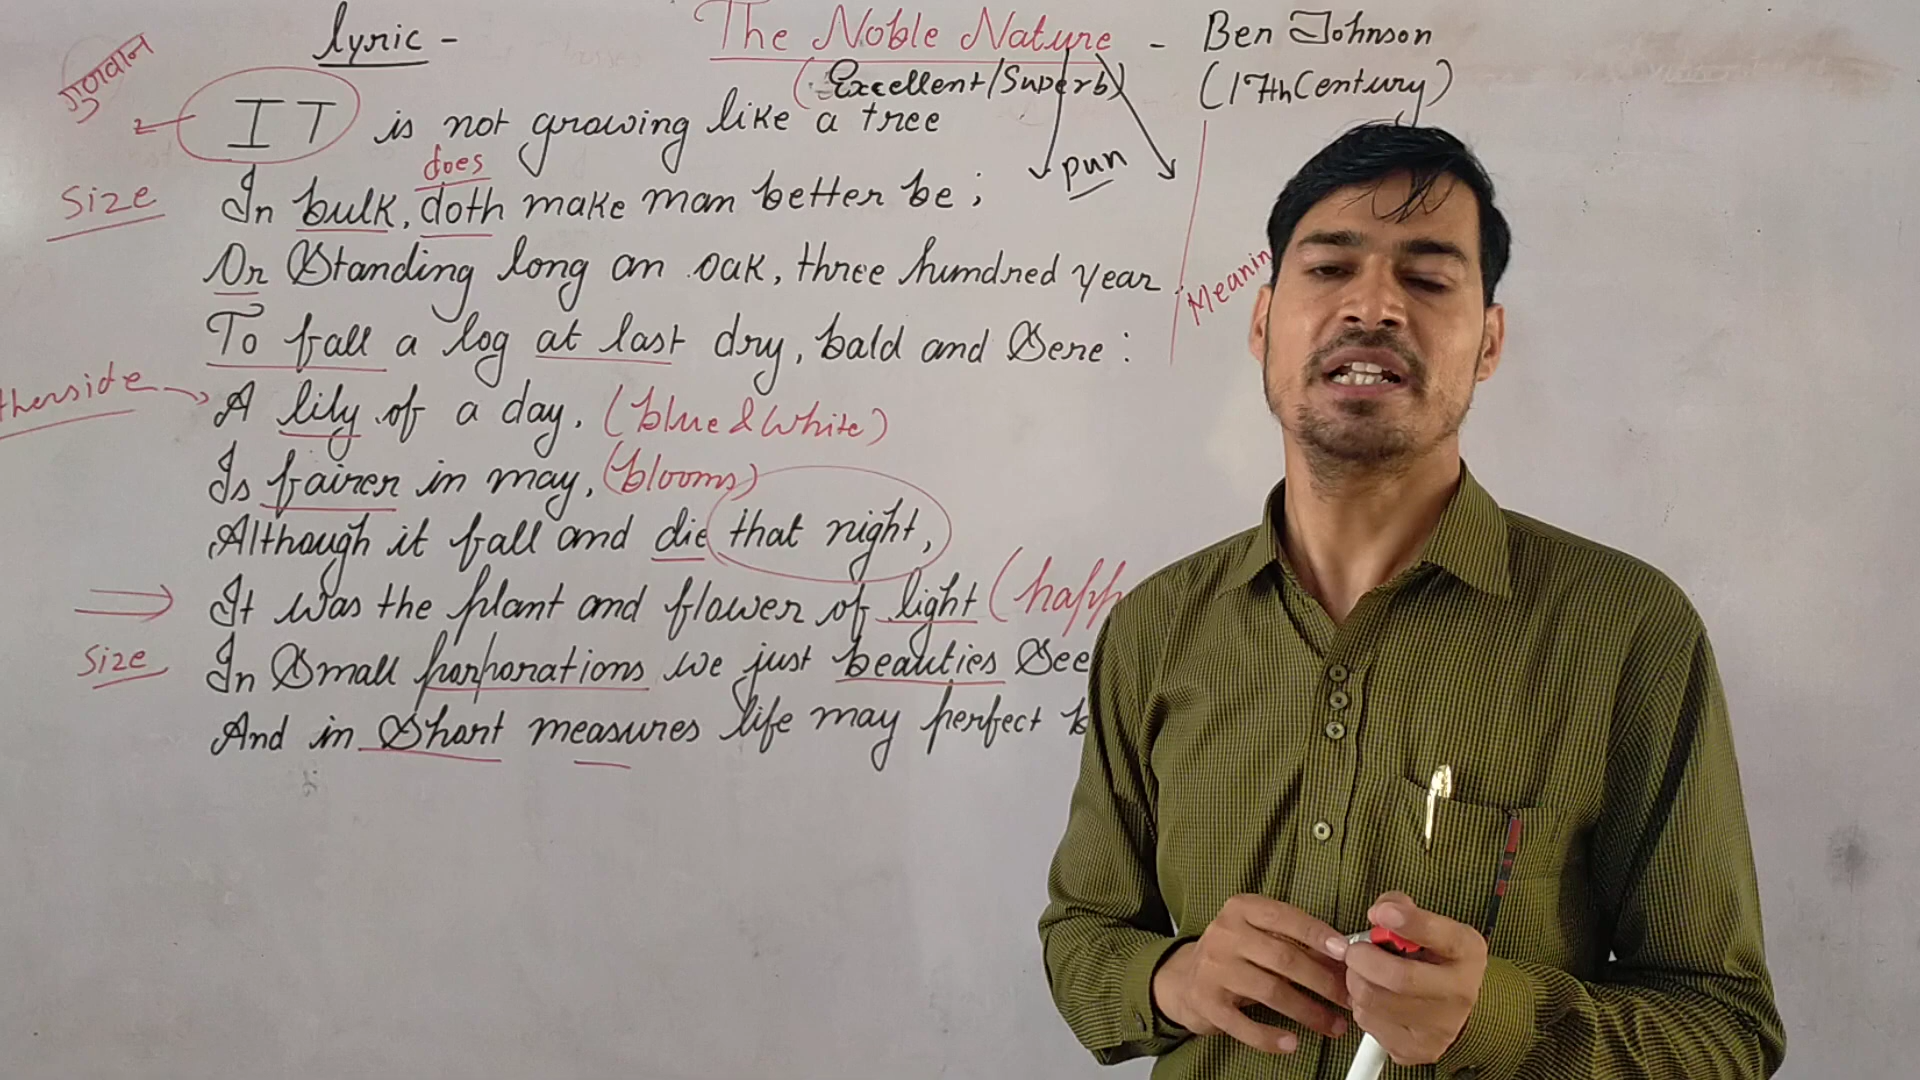 lyric - The Noble Nature - Ben Johnson
(Excellent/Superb) (17th Century)
गुणवान
IT is not growing like a tree
pun
does
Size In bulk, doth make man better be;
Or Standing long an oak, three hundred year.
Meanin
To fall a log at last dry, bald and Sere:
therside A lily of a day, (blue & White)
Is fairer in may, (blooms)
Although it fall and die that night,
It was the plant and flower of light (happ
Size In Small porporations we just beauties See
And in Short measures life may perfect b